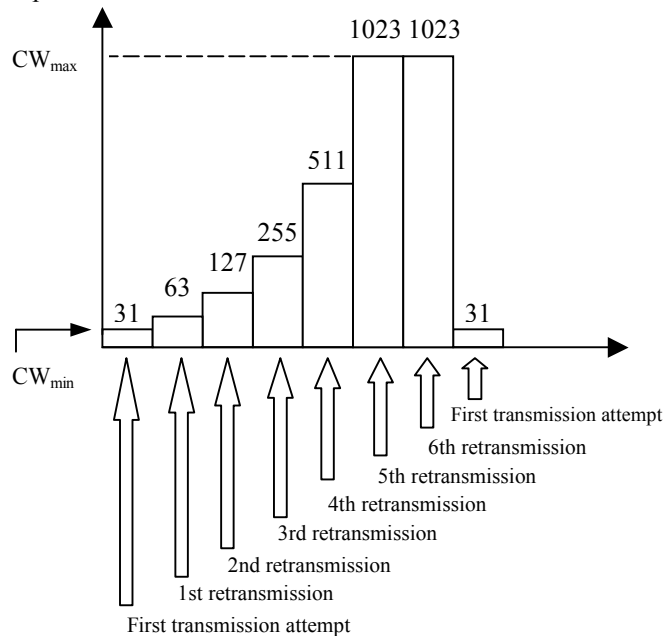 1023 1023
CWmax
511
255
127
63
31
31
CWmin
First transmission attempt
6th retransmission
5th retransmission
4th retransmission
3rd retransmission
2nd retransmission
1st retransmission
First transmission attempt